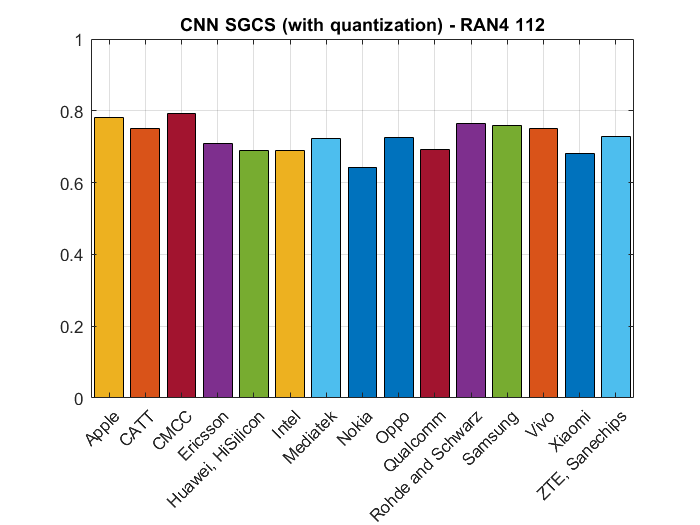 CNN SGCS (with quantization) - RAN4 112
1
0.8
0.6
0.4
0.2
0
Apple
CATT
CMCC
Ericsson
Huawei, HiSilicon
Intel
Mediatek
Nokia
Oppo
Qualcomm
Rohde and Schwarz
Samsung
Vivo
Xiaomi
ZTE, Sanechips